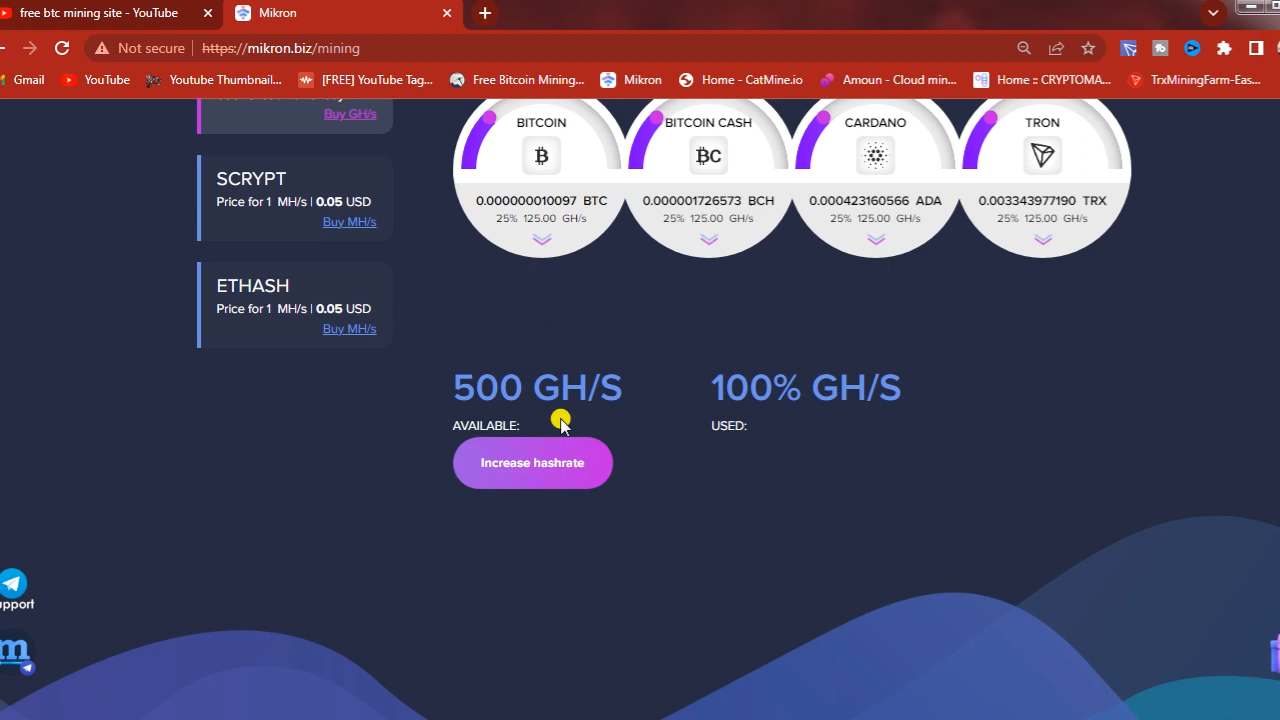 free btc mining site - YouTube
Mikron
Not secure
https://mikron.biz/mining
Gmail
YouTube
Youtube Thumbnail...
[FREE] YouTube Tag...
Free Bitcoin Mining...
Mikron
Home - CatMine.io
Amoun - Cloud min...
Home :: CRYPTOMA...
TrxMiningFarm-Eas...
Buy GH/s
SCRYPT
Price for 1 MH/s | 0.05 USD
Buy MH/s
ETHASH
Price for 1 MH/s | 0.05 USD
Buy MH/s
BITCOIN
0.000000010097 BTC
25% 125.00 GH/s
BITCOIN CASH
0.000001726573 BCH
25% 125.00 GH/s
CARDANO
0.000423160566 ADA
25% 125.00 GH/s
TRON
0.003343977190 TRX
25% 125.00 GH/s
500 GH/S
AVAILABLE:
Increase hashrate
100% GH/S
USED:
upport
m